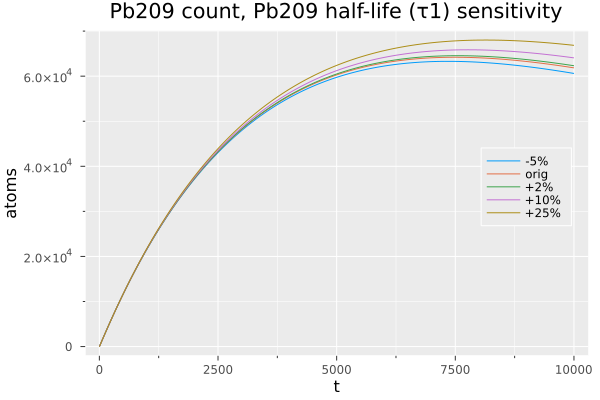 Pb209 count, Pb209 half-life (τ1) sensitivity
atoms
6.0×10⁴
4.0×10⁴
2.0×10⁴
0
-5%
orig
+2%
+10%
+25%
0 2500 5000 7500 10000
t